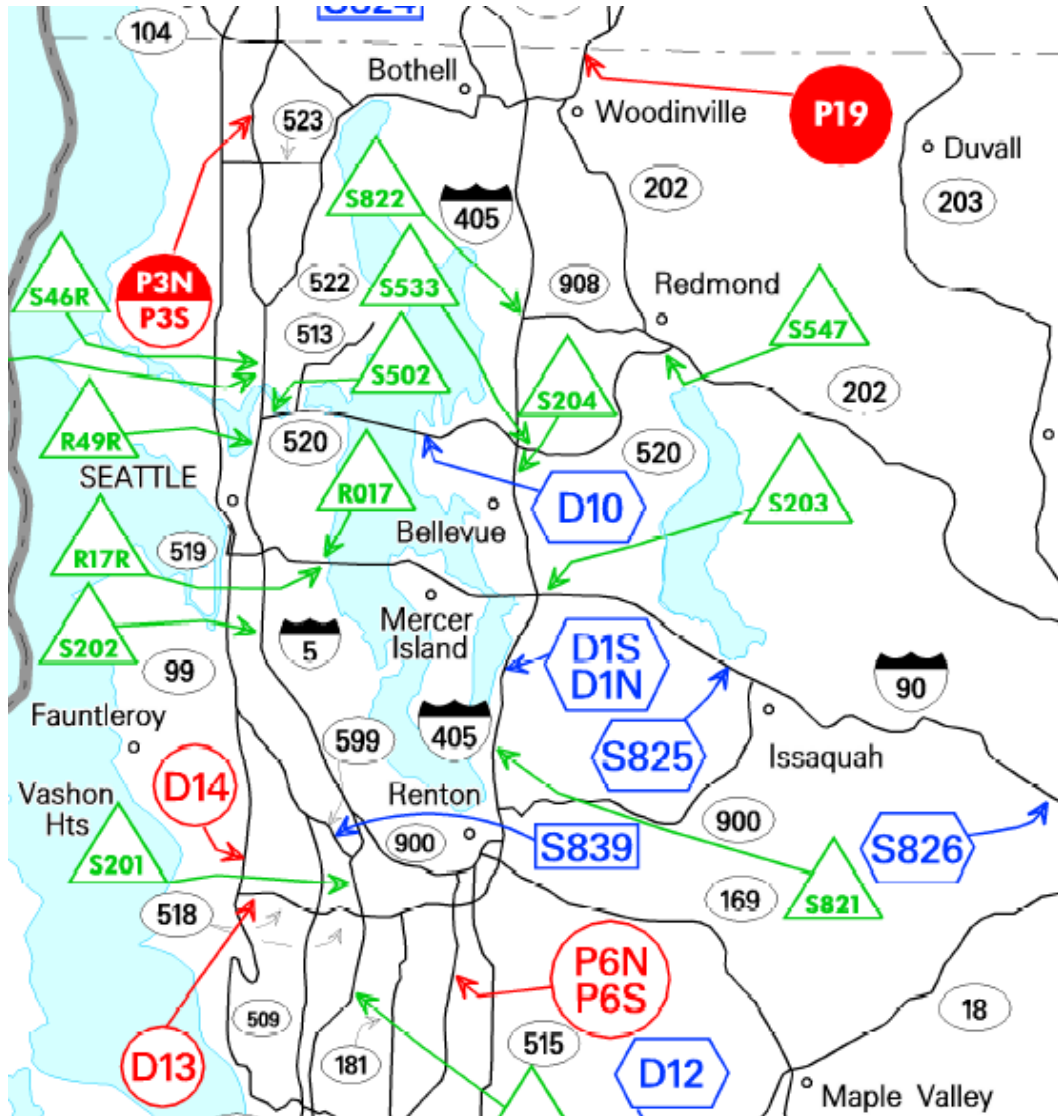 S824
104
Bothell
P19
Woodinville
523
Duvall
S822
202
203
405
P3N
P3S
S46R
522
S533
908
Redmond
S547
513
S502
S204
202
R49R
520
520
SEATTLE
R017
D10
S203
Bellevue
R17R
519
Mercer
Island
S202
5
D1S
D1N
99
90
Fauntleroy
599
405
S825
Issaquah
D14
Vashon
Hts
Renton
900
900
S839
S826
S201
169
S821
518
P6N
P6S
509
18
D13
181
515
D12
Maple Valley